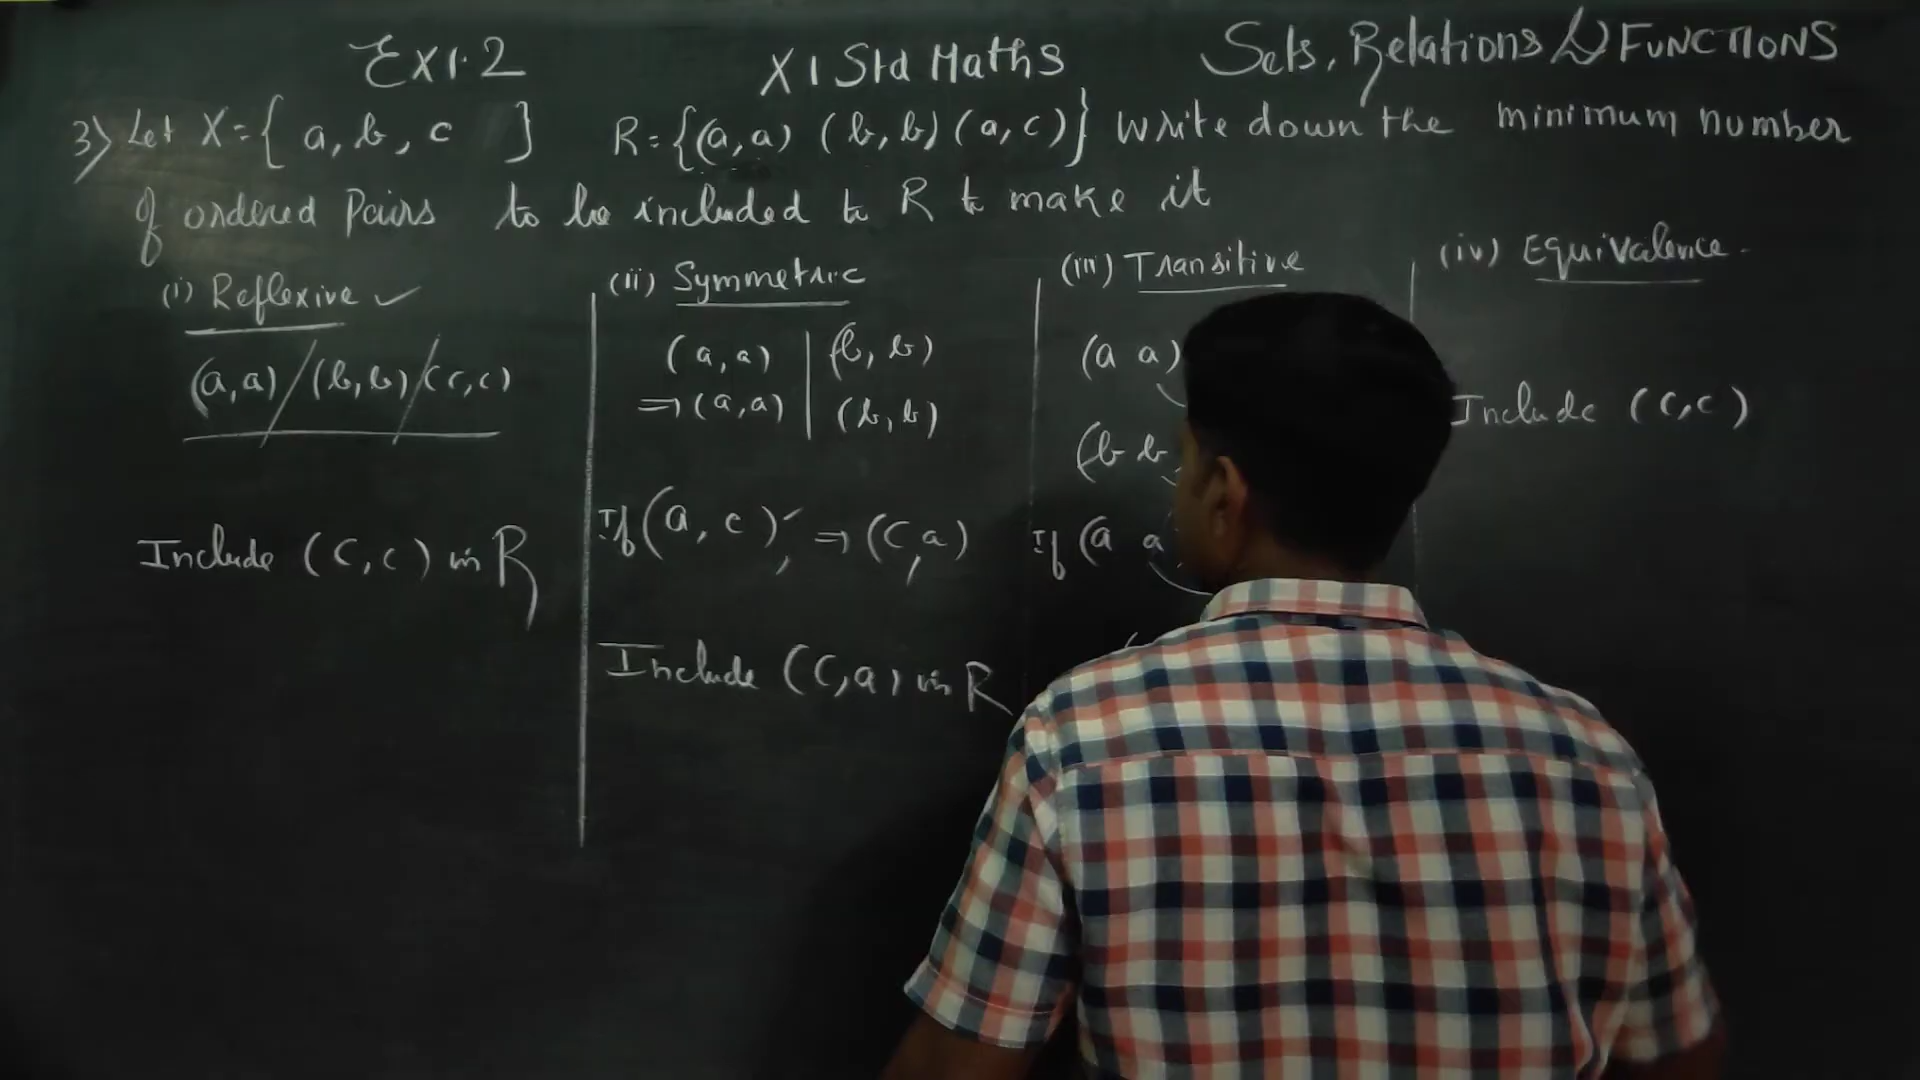 Ex 1.2 XI Std Maths Sets, Relations & FUNCTIONS
3) Let X = { a, b, c } R = {(a,a) (b,b) (a,c)} Write down the minimum number
of ordered Pairs to be included to R to make it
(i) Reflexive ✓
(a,a) / (b,b) / (c,c)
Include (c,c) in R
(ii) Symmetric
(a,a) | (b,b)
⇒ (a,a) | (b,b)
If (a,c), ⇒ (c,a)
Include (c,a) in R
(iii) Transitive
(a a)
(b b
If (a a
(iv) Equivalence.
Include (c,c)